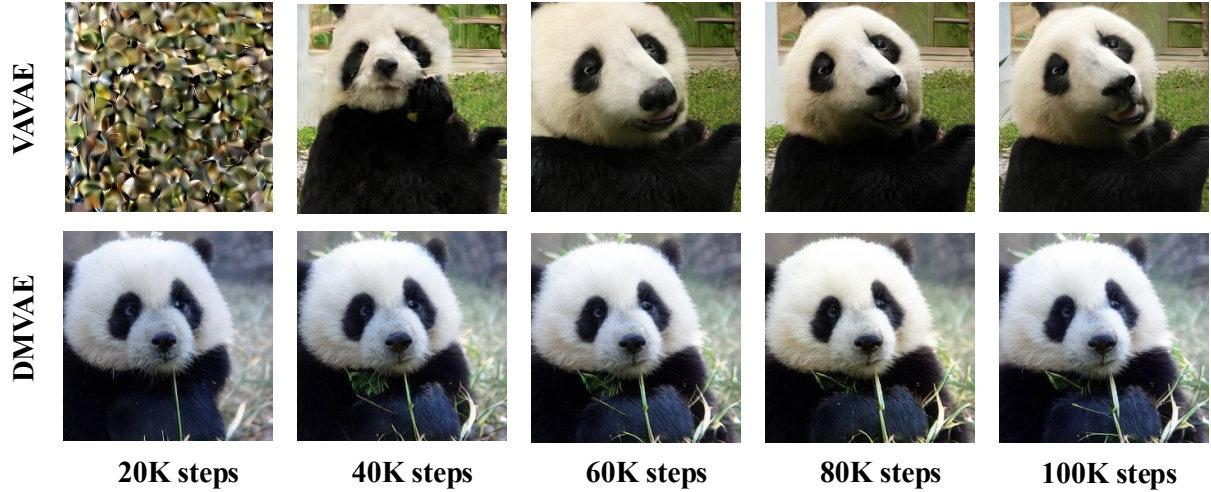 VAVAE
DMVAE
20K steps
40K steps
60K steps
80K steps
100K steps